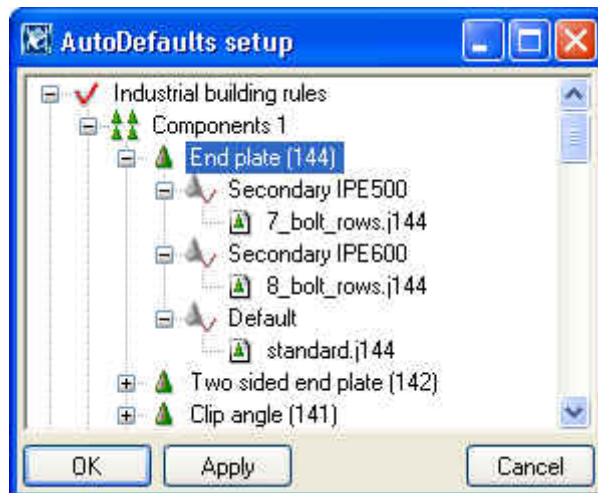 AutoDefaults setup
Industrial building rules
Components 1
End plate (144)
Secondary IPE500
7_bolt_rows.j144
Secondary IPE600
8_bolt_rows.j144
Default
standard.j144
Two sided end plate (142)
Clip angle (141)
OK Apply Cancel